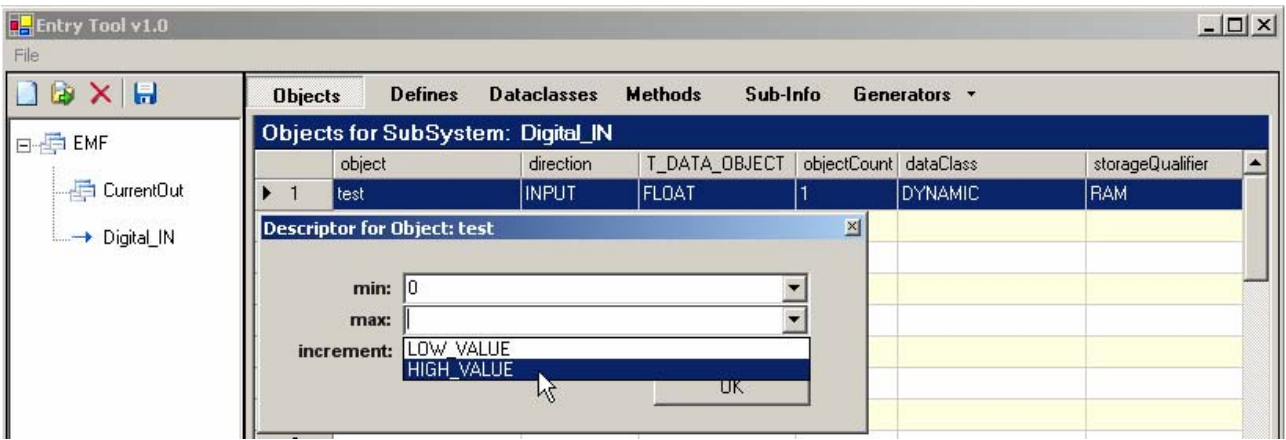 Entry Tool v1.0
File
Objects Defines Dataclasses Methods Sub-Info Generators
Objects for SubSystem: Digital_IN
EMF
object direction T_DATA_OBJECT objectCount dataClass storageQualifier
CurrentOut
1 test INPUT FLOAT 1 DYNAMIC RAM
Digital_IN
Descriptor for Object: test
min: 0
max:
increment: LOW_VALUE
HIGH_VALUE
OK